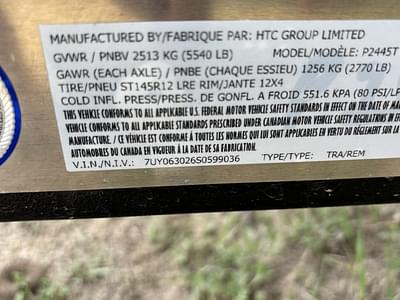 MANUFACTURED BY/FABRIQUE PAR: HTC GROUP LIMITED
GVWR / PNBV 2513 KG (5540 LB) MODEL/MODÈLE: P2445T
GAWR (EACH AXLE) / PNBE (CHAQUE ESSIEU) 1256 KG (2770 LB)
TIRE/PNEU ST145R12 LRE RIM/JANTE 12X4
COLD INFL. PRESS/PRESS. DE GONFL. A FROID 551.6 KPA (80 PSI/LP
THIS VEHICLE CONFORMS TO ALL APPLICABLE U.S. FEDERAL MOTOR VEHICLE SAFETY STANDARDS IN EFFECT ON THE DATE OF MA
THIS VEHICLE CONFORMS TO ALL APPLICABLE STANDARDS PRESCRIBED UNDER CANADIAN MOTOR VEHICLE SAFETY REGULATIONS IN EF
MANUFACTURE. / CE VEHICULE EST CONFORME A TOUTES LES NORMES QUI LUI SONT APPLICABLES EN VERTU DU RÈGLEMENT SUR
AUTOMOBILES DU CANADA EN VIGUEUR A LA DATE DE SA FABRICATION.
V.I.N./N.I.V.: 7UY063026S0599036 TYPE/TYPE: TRA/REM